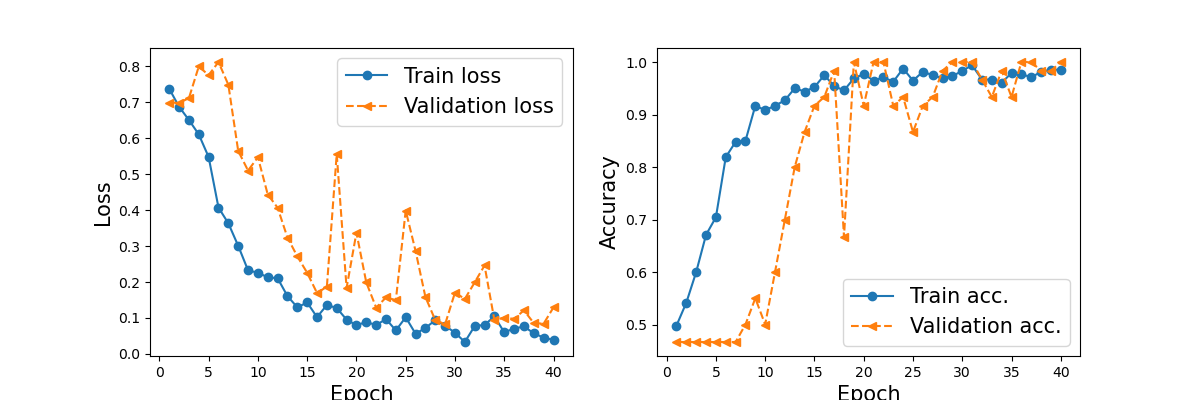 0.8
0.7
0.6
0.5
0.4
0.3
0.2
0.1
0.0
Loss
Train loss
Validation loss
0 5 10 15 20 25 30 35 40
Epoch
1.0
0.9
0.8
0.7
0.6
0.5
Accuracy
Train acc.
Validation acc.
0 5 10 15 20 25 30 35 40
Epoch